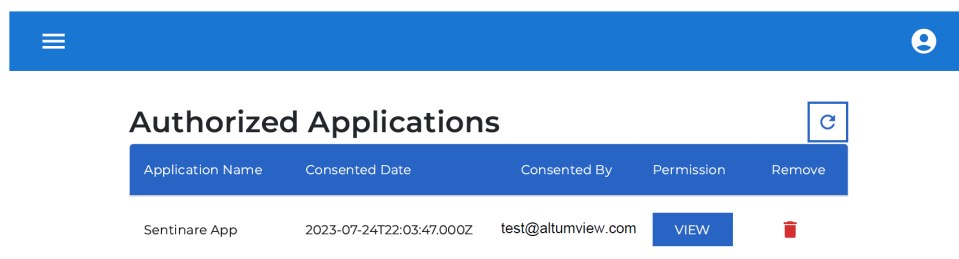 Authorized Applications
Application Name Consented Date Consented By Permission Remove
Sentinare App 2023-07-24T22:03:47.000Z test@altumview.com VIEW